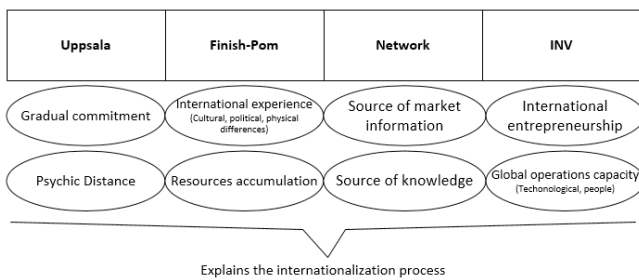 Uppsala
Finish-Pom
Network
INV
Gradual commitment
International experience
(Cultural, political, physical
differences)
Source of market
information
International
entrepreneurship
Psychic Distance
Resources accumulation
Source of knowledge
Global operations capacity
(Techonological, people)
Explains the internationalization process